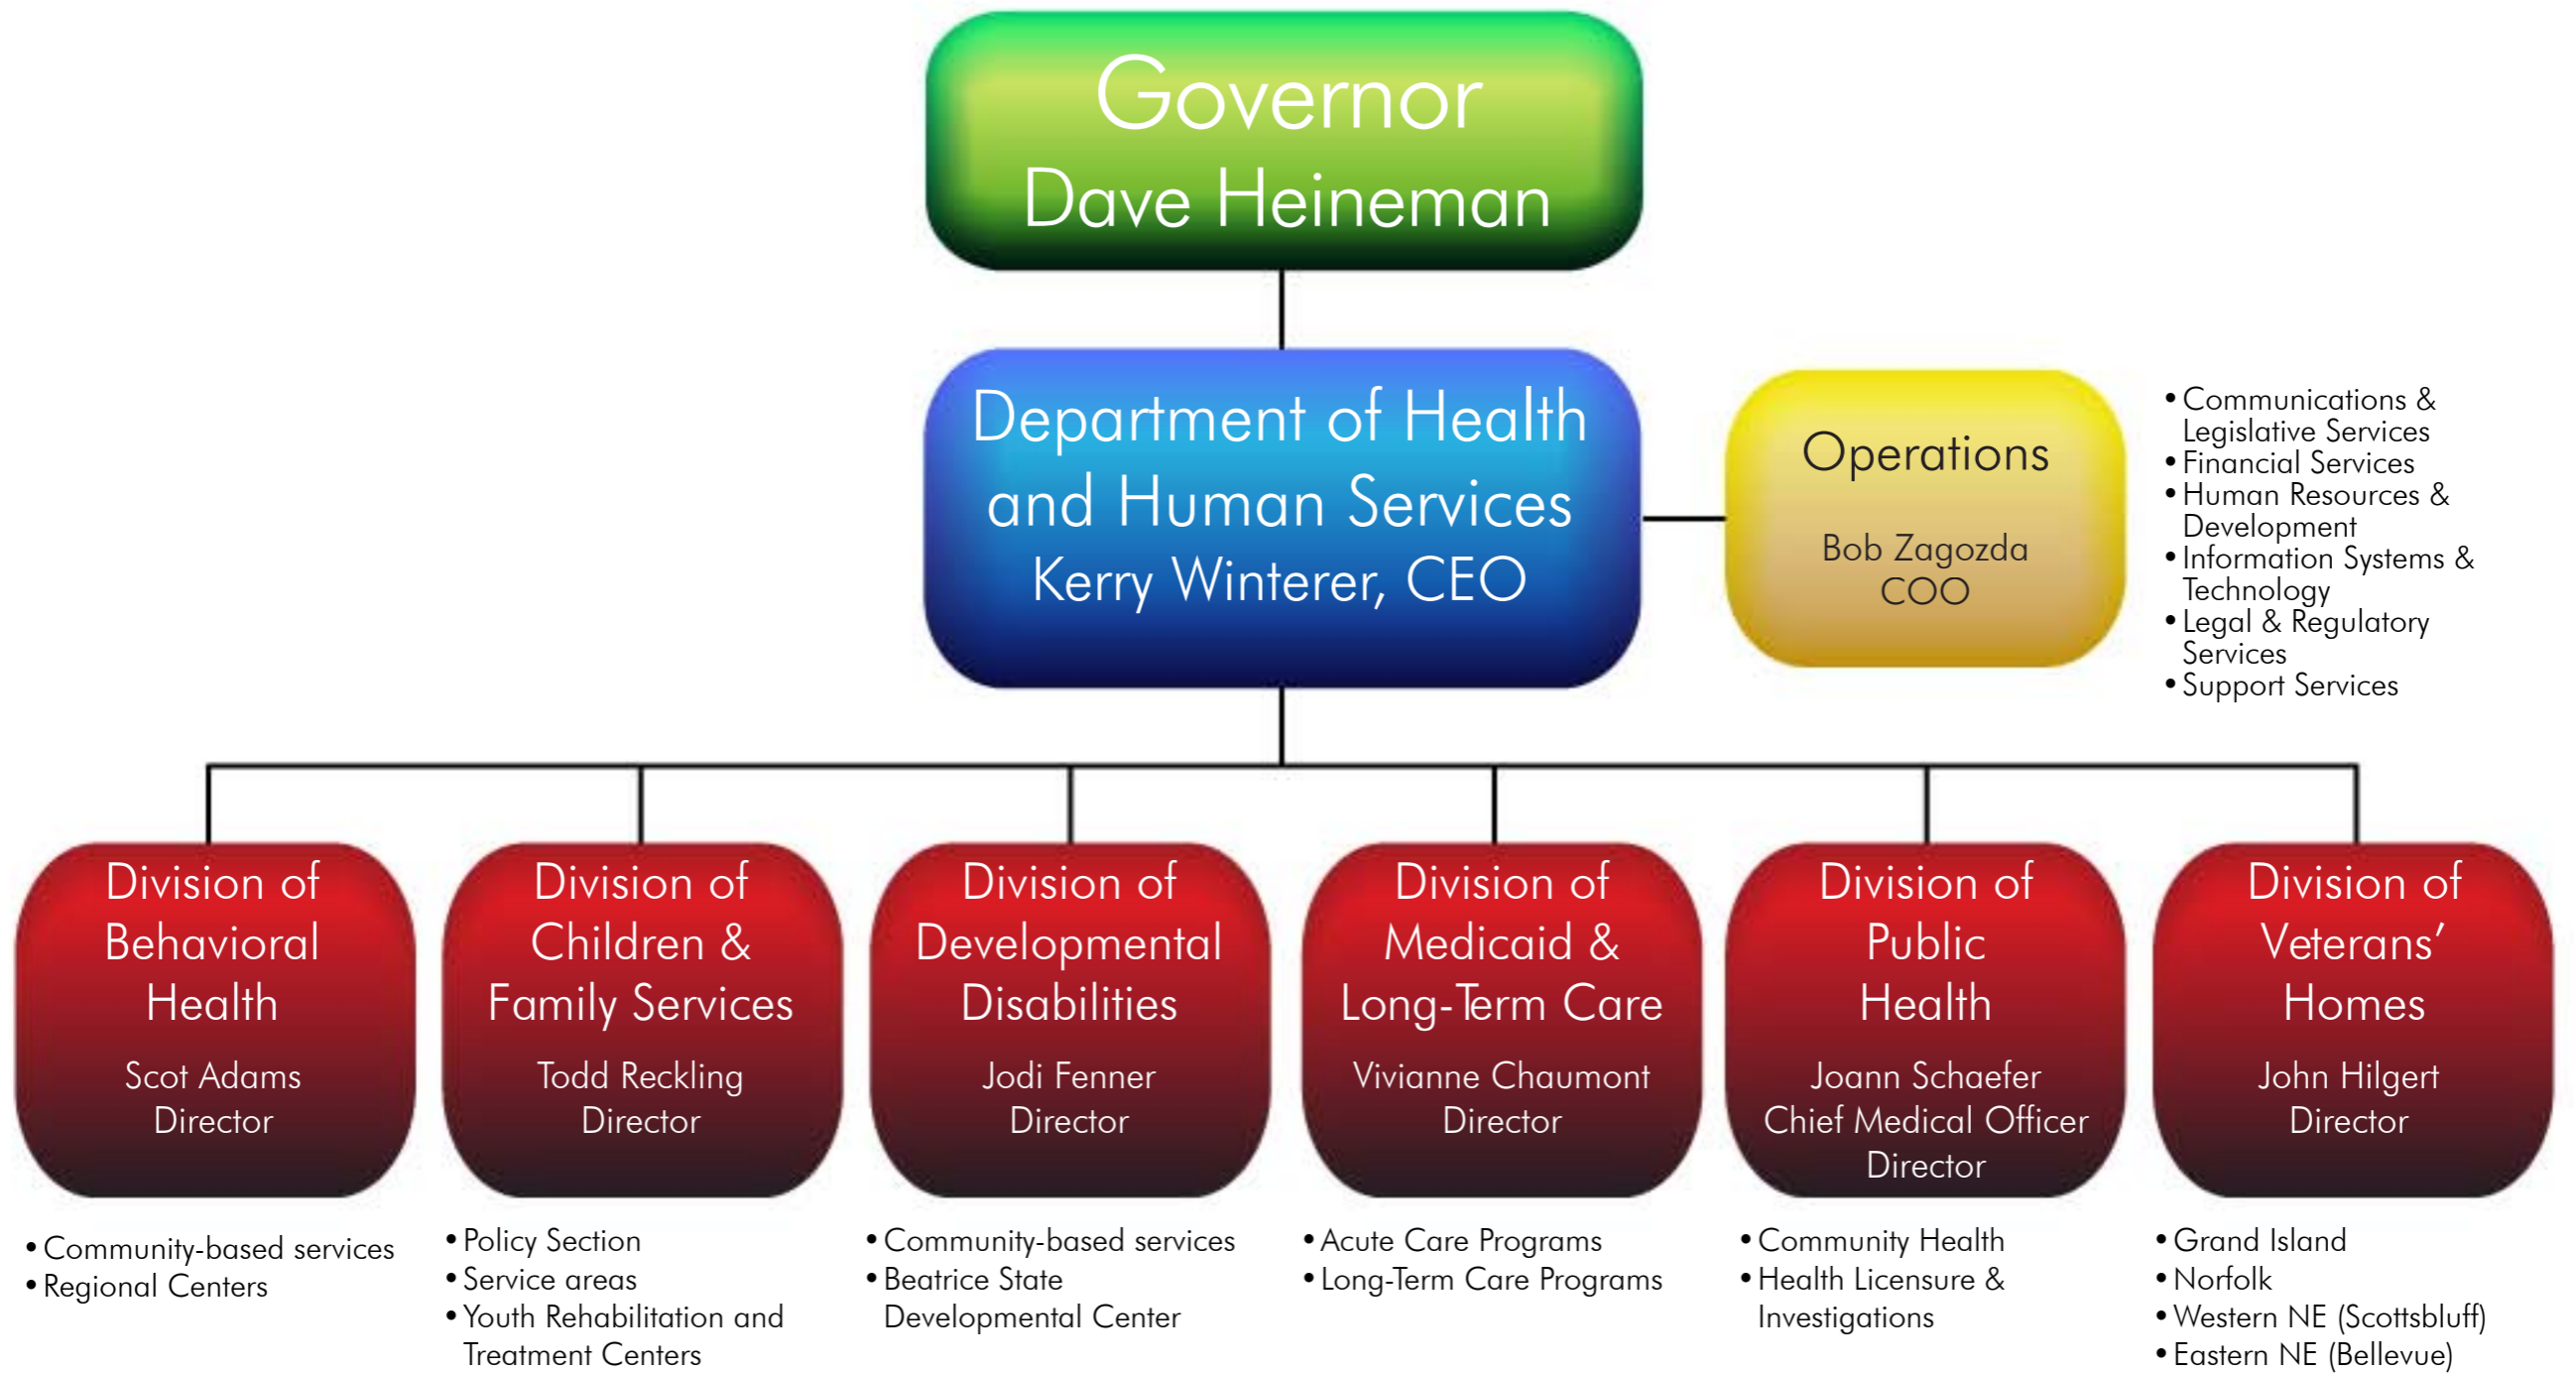 Governor
Dave Heineman
Department of Health
and Human Services
Kerry Winterer, CEO
Operations
Bob Zagozda
COO
•Communications &
Legislative Services
•Financial Services
•Human Resources &
Development
•Information Systems &
Technology
•Legal & Regulatory
Services
•Support Services
Division of
Behavioral
Health
Scot Adams
Director
•Community-based services
•Regional Centers
Division of
Children &
Family Services
Todd Reckling
Director
•Policy Section
•Service areas
•Youth Rehabilitation and
Treatment Centers
Division of
Developmental
Disabilities
Jodi Fenner
Director
•Community-based services
•Beatrice State
Developmental Center
Division of
Medicaid &
Long-Term Care
Vivianne Chaumont
Director
•Acute Care Programs
•Long-Term Care Programs
Division of
Public
Health
Joann Schaefer
Chief Medical Officer
Director
•Community Health
•Health Licensure &
Investigations
Division of
Veterans’
Homes
John Hilgert
Director
•Grand Island
•Norfolk
•Western NE (Scottsbluff)
•Eastern NE (Bellevue)